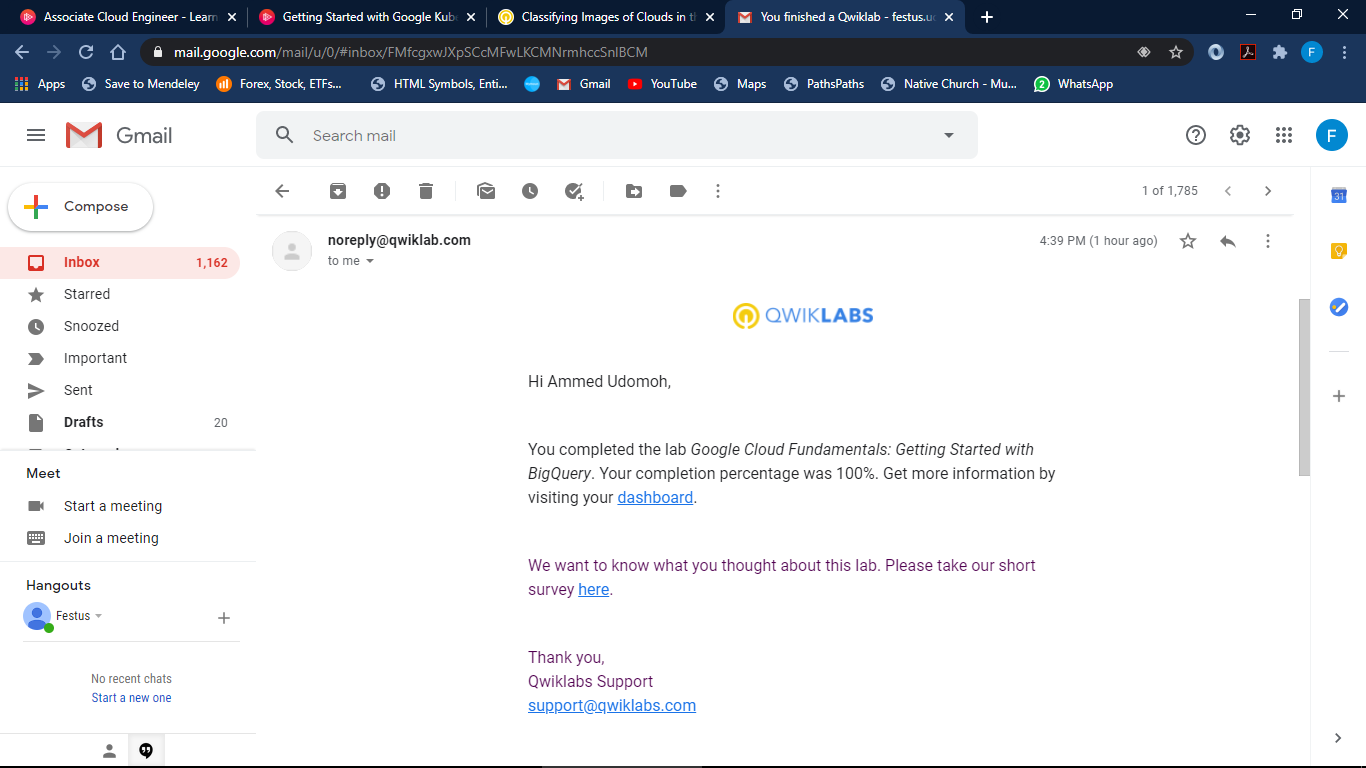 Associate Cloud Engineer - Learn
Getting Started with Google Kube
Classifying Images of Clouds in th
You finished a Qwiklab - festus.ud
mail.google.com/mail/u/0/#inbox/FMfcgxwJXpSCcMFwLKCMNrmhccSnlBCM
F
Apps
Save to Mendeley
Forex, Stock, ETFs...
HTML Symbols, Enti...
Gmail
YouTube
Maps
PathsPaths
Native Church - Mu...
2
WhatsApp
Gmail
Search mail
F
Compose
1 of 1,785
31
Inbox 1,162
Starred
Snoozed
Important
Sent
Drafts 20
Meet
Start a meeting
Join a meeting
Hangouts
Festus
No recent chats
Start a new one
noreply@qwiklab.com
4:39 PM (1 hour ago)
to me
QWIKLABS
Hi Ammed Udomoh,
You completed the lab Google Cloud Fundamentals: Getting Started with
BigQuery. Your completion percentage was 100%. Get more information by
visiting your dashboard.
We want to know what you thought about this lab. Please take our short
survey here.
Thank you,
Qwiklabs Support
support@qwiklabs.com